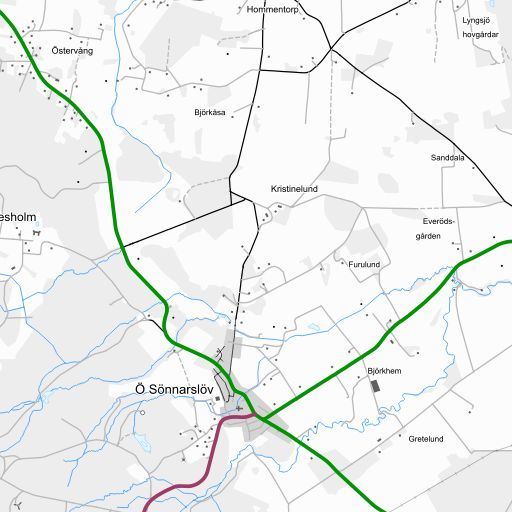 Hommentorp
Lyngsjö
hovgårdar
Östervång
Björkåsa
Sanddala
Kristinelund
esholm
Everöds-
gården
Furulund
Björkhem
Ö Sönnarslöv
Gretelund